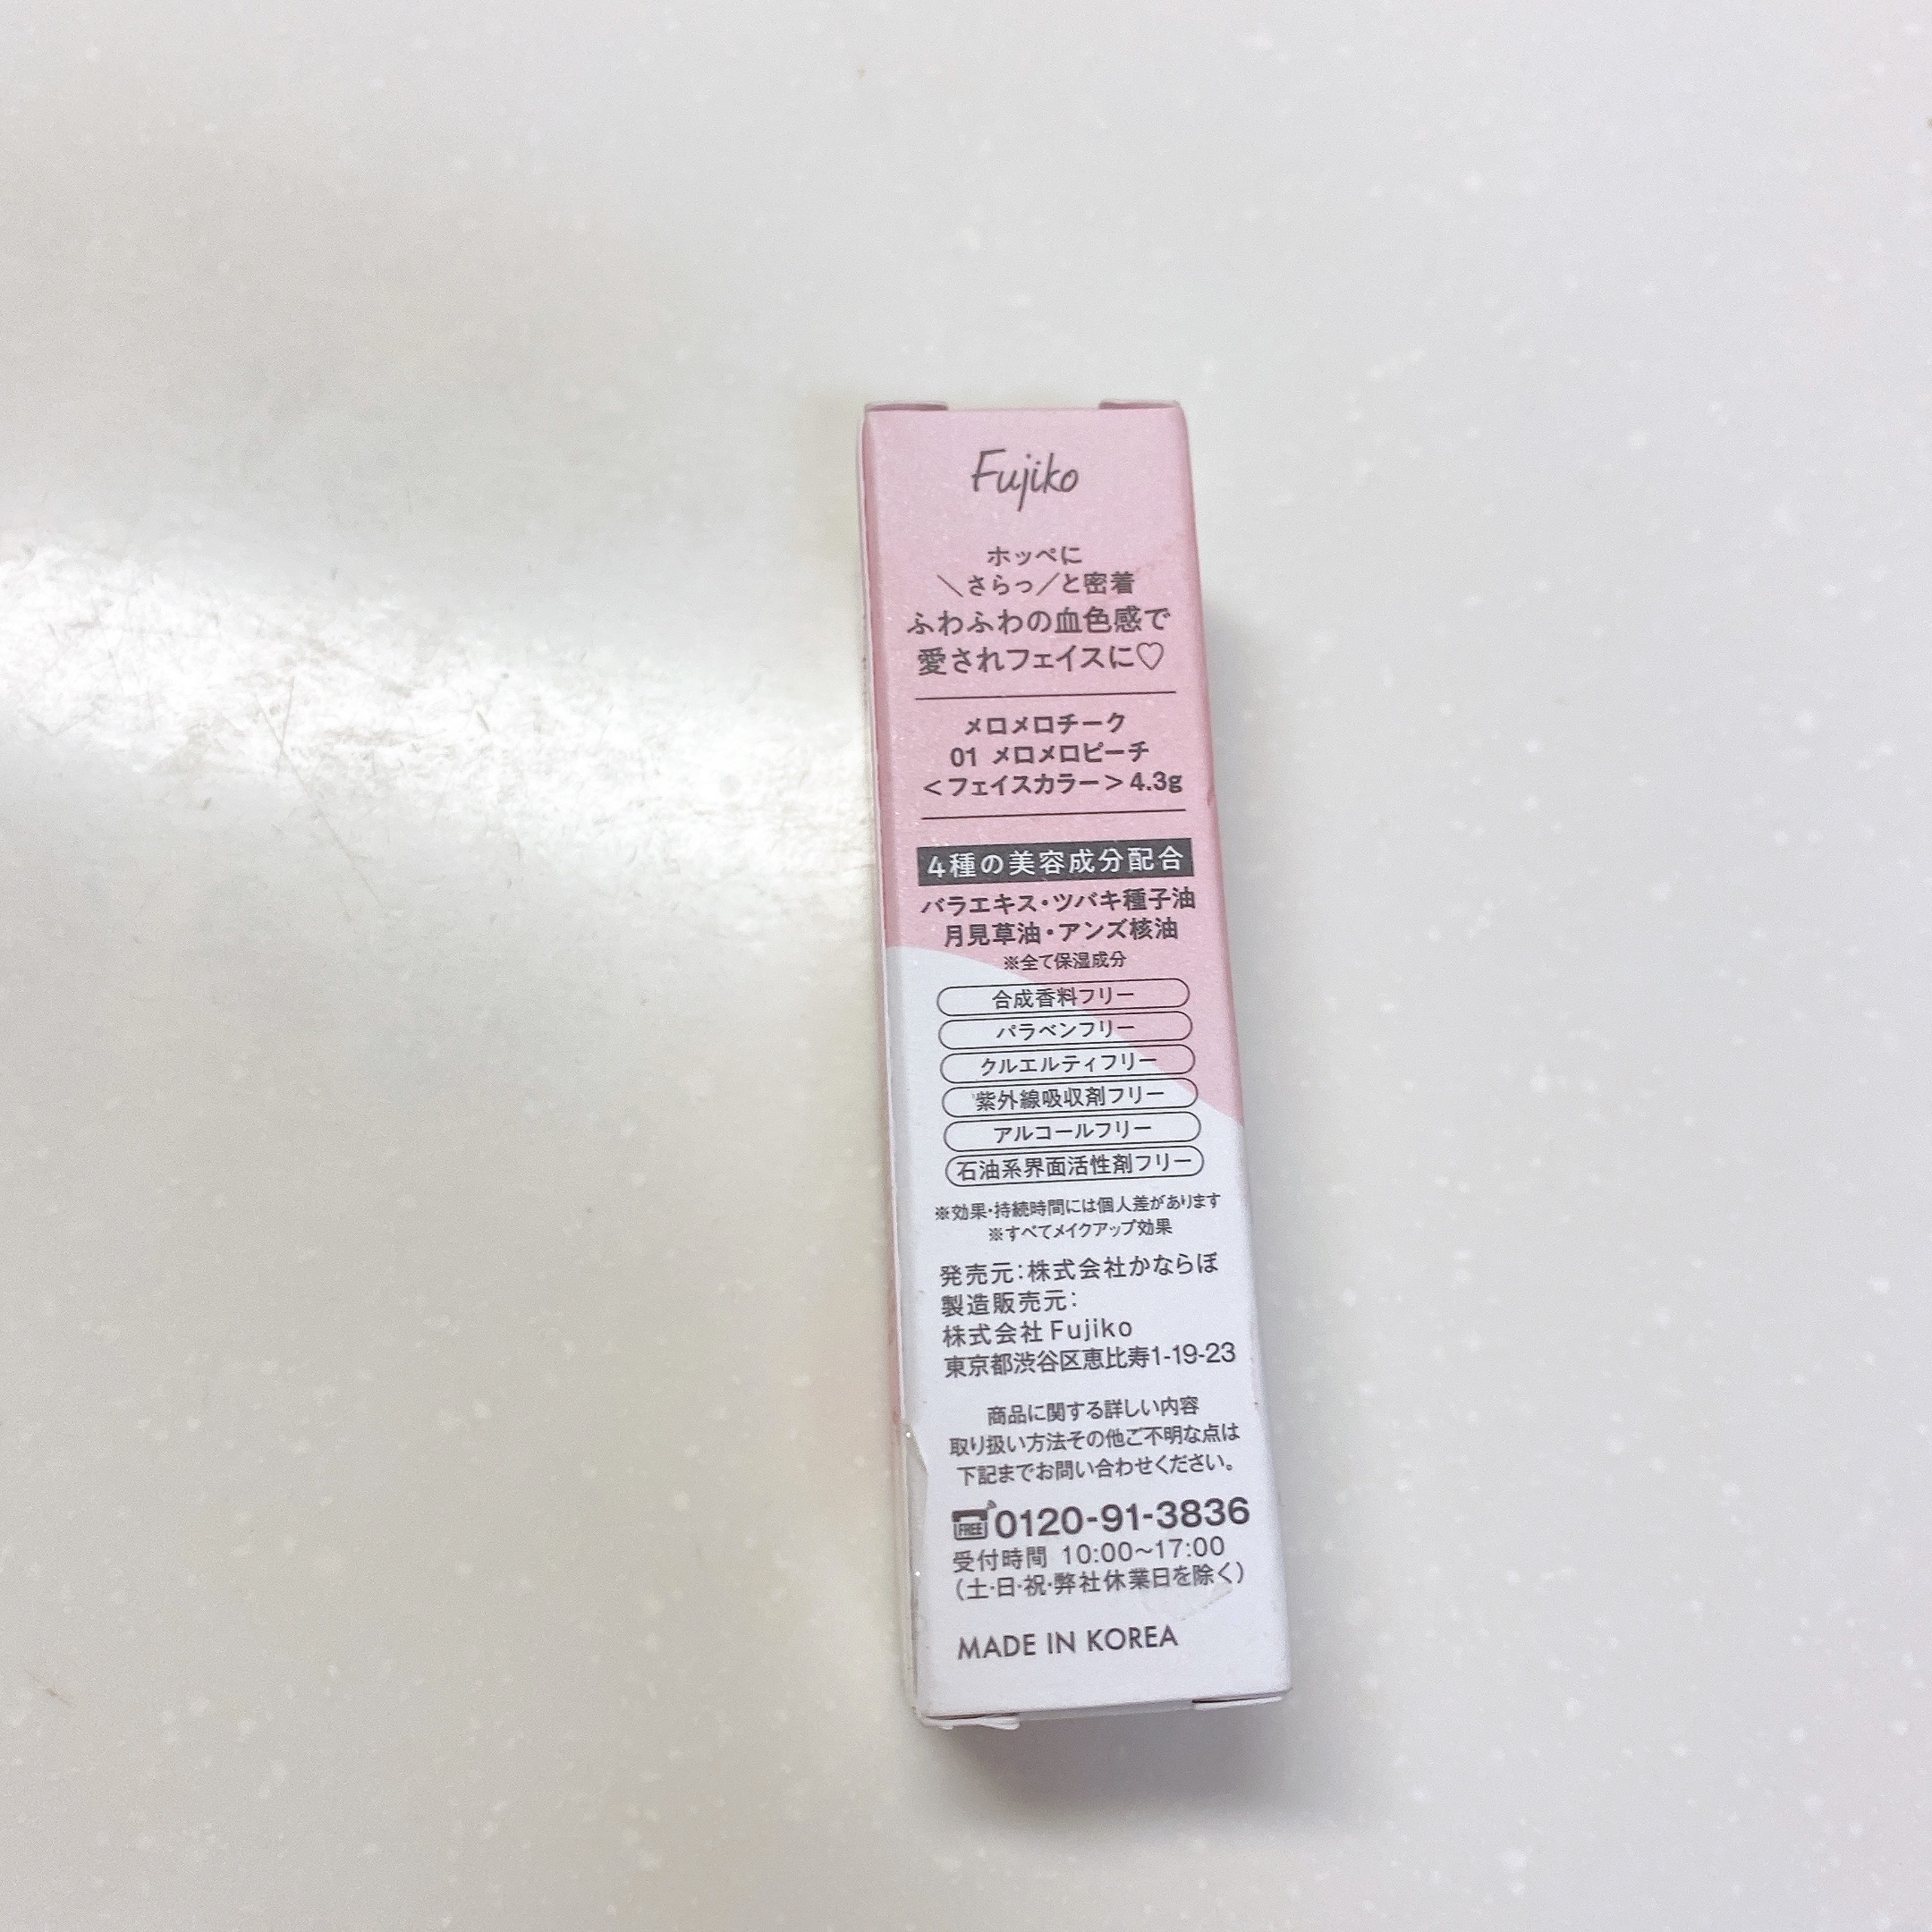 Fujiko
ホッペに
＼さらっ／と密着
ふわふわの血色感で
愛されフェイスに♡
メロメロチーク
01 メロメロピーチ
＜フェイスカラー＞4.3g
4種の美容成分配合
バラエキス・ツバキ種子油
月見草油・アンズ核油
※全て保湿成分
合成香料フリー
パラベンフリー
クルエルティフリー
紫外線吸収剤フリー
アルコールフリー
石油系界面活性剤フリー
※効果・持続時間には個人差があります
※すべてメイクアップ効果
発売元：株式会社かならぼ
製造販売元：
株式会社Fujiko
東京都渋谷区恵比寿1-19-23
商品に関する詳しい内容
取り扱い方法その他ご不明な点は
下記までお問い合わせください。
FREE 0120-91-3836
受付時間 10:00~17:00
（土・日・祝・弊社休業日を除く）
MADE IN KOREA